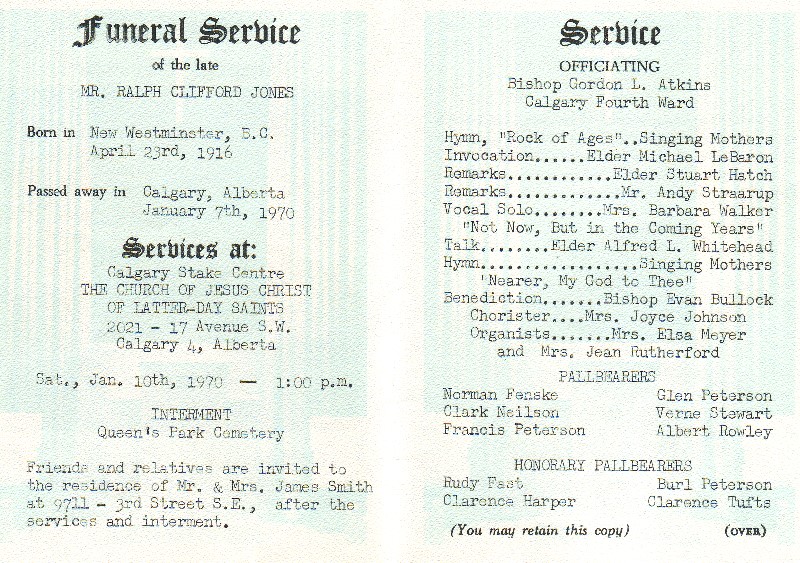 Funeral Service
of the late
MR. RALPH CLIFFORD JONES
Born in New Westminster, B.C.
April 23rd, 1916
Passed away in Calgary, Alberta
January 7th, 1970
Services at:
Calgary Stake Centre
THE CHURCH OF JESUS CHRIST
OF LATTER-DAY SAINTS
2021 - 17 Avenue S.W.
Calgary 4, Alberta
Sat., Jan. 10th, 1970 — 1:00 p.m.
INTERMENT
Queen's Park Cemetery
Friends and relatives are invited to
the residence of Mr. & Mrs. James Smith
at 9711 - 3rd Street S.E., after the
services and interment.
Service
OFFICIATING
Bishop Gordon L. Atkins
Calgary Fourth Ward
Hymn, "Rock of Ages"..Singing Mothers
Invocation......Elder Michael LeBaron
Remarks............Elder Stuart Hatch
Remarks.............Mr. Andy Straarup
Vocal Solo........Mrs. Barbara Walker
"Not Now, But in the Coming Years"
Talk........Elder Alfred L. Whitehead
Hymn..................Singing Mothers
"Nearer, My God to Thee"
Benediction.......Bishop Evan Bullock
Chorister....Mrs. Joyce Johnson
Organists.......Mrs. Elsa Meyer
and Mrs. Jean Rutherford
PALLBEARERS
Norman Fenske Glen Peterson
Clark Neilson Verne Stewart
Francis Peterson Albert Rowley
HONORARY PALLBEARERS
Rudy Fast Burl Peterson
Clarence Harper Clarence Tufts
(You may retain this copy) (OVER)